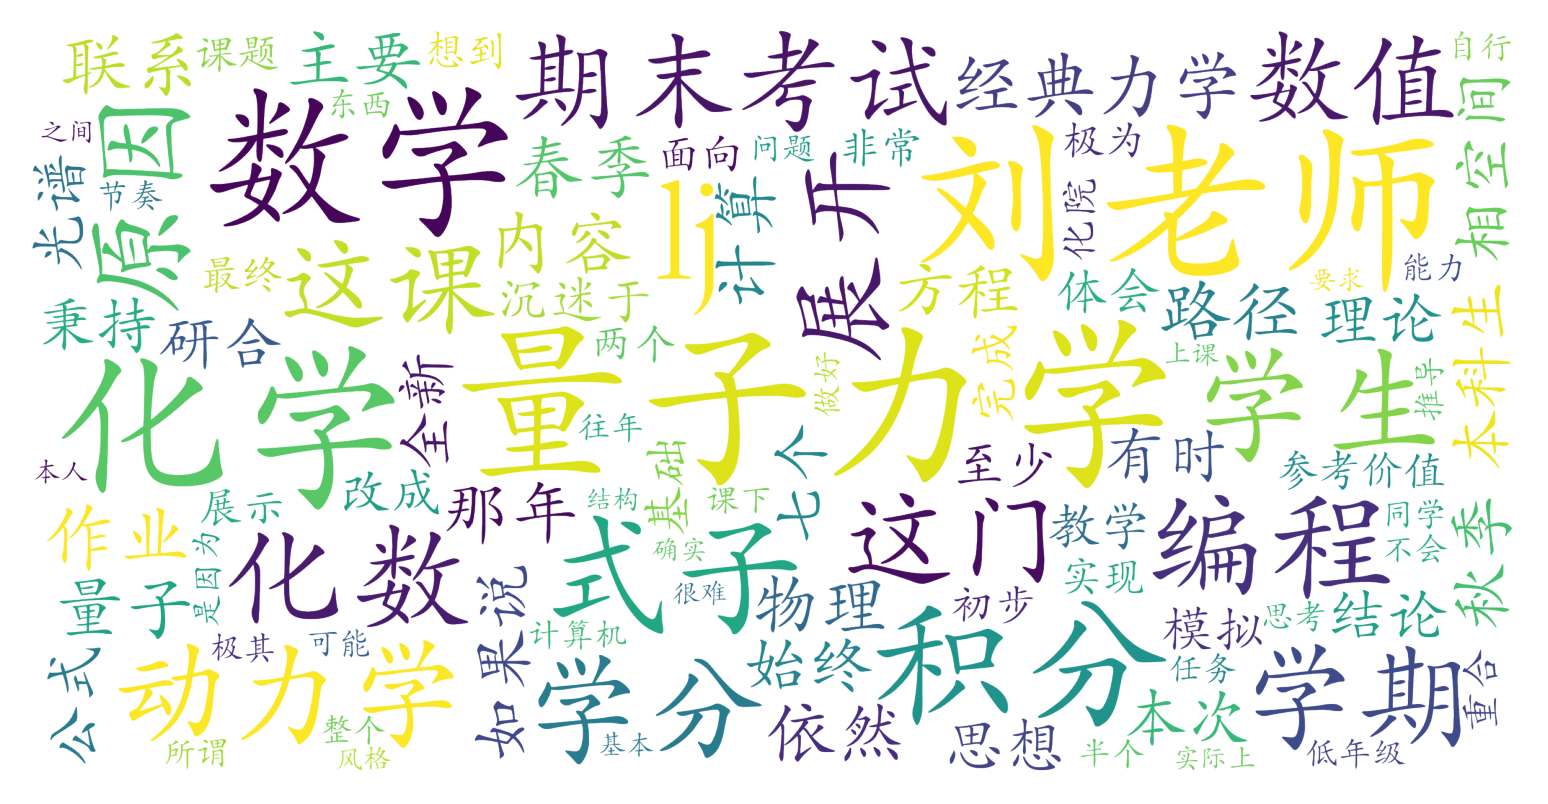 联系
课题
主要
想到
期末考试
经典力学
数值
自行
之间
原因
数学
东西
春季
面向
问题
非常
极为
相空间
光谱
节奏
这课
内容
lj
计算
展开
刘老师
化院
最终
沉迷于
方程
体会
路径
理论
能力
要求
秉持
研合
化学
全新
量子力学
两个
往年
做好
完成
学生
上课
推导
本科生
本人
展示
改成
那年
结构
基础
课下
七个
至少
有时
参考价值
作业
是因为
化数
式子
确实
很难
这门
教学
实现
编程
同学
不会
秋季
量子
极其
可能
如果说
计算机
物理
初步
模拟
思考
结论
公式
动力学
整个
所谓
风格
学分
基本
始终
依然
积分
思想
任务
本次
半个
实际上
学期
低年级
重合